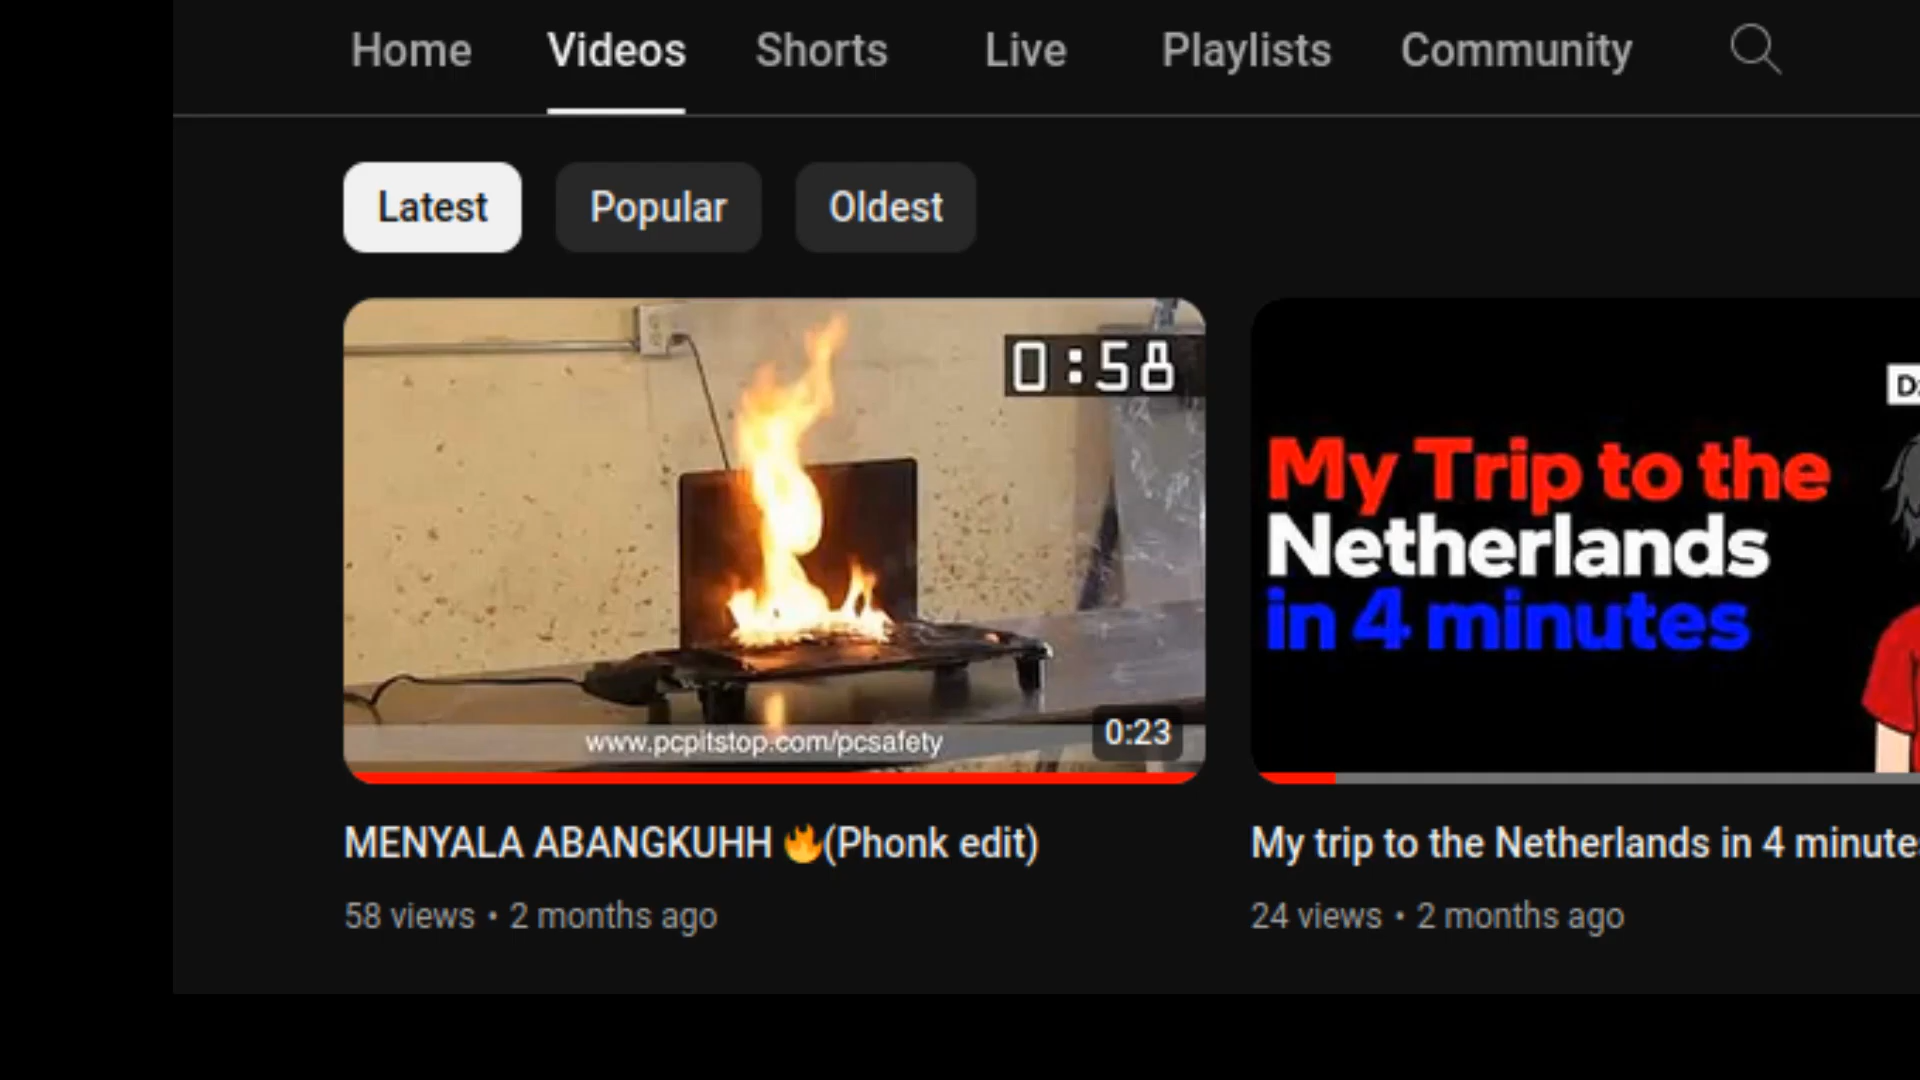 Home Videos Shorts Live Playlists Community
Latest Popular Oldest
0:58
www.pcpitstop.com/pcsafety
0:23
MENYALA ABANGKUHH 🔥(Phonk edit)
58 views • 2 months ago
My Trip to the
Netherlands
in 4 minutes
My trip to the Netherlands in 4
24 views • 2 months ago